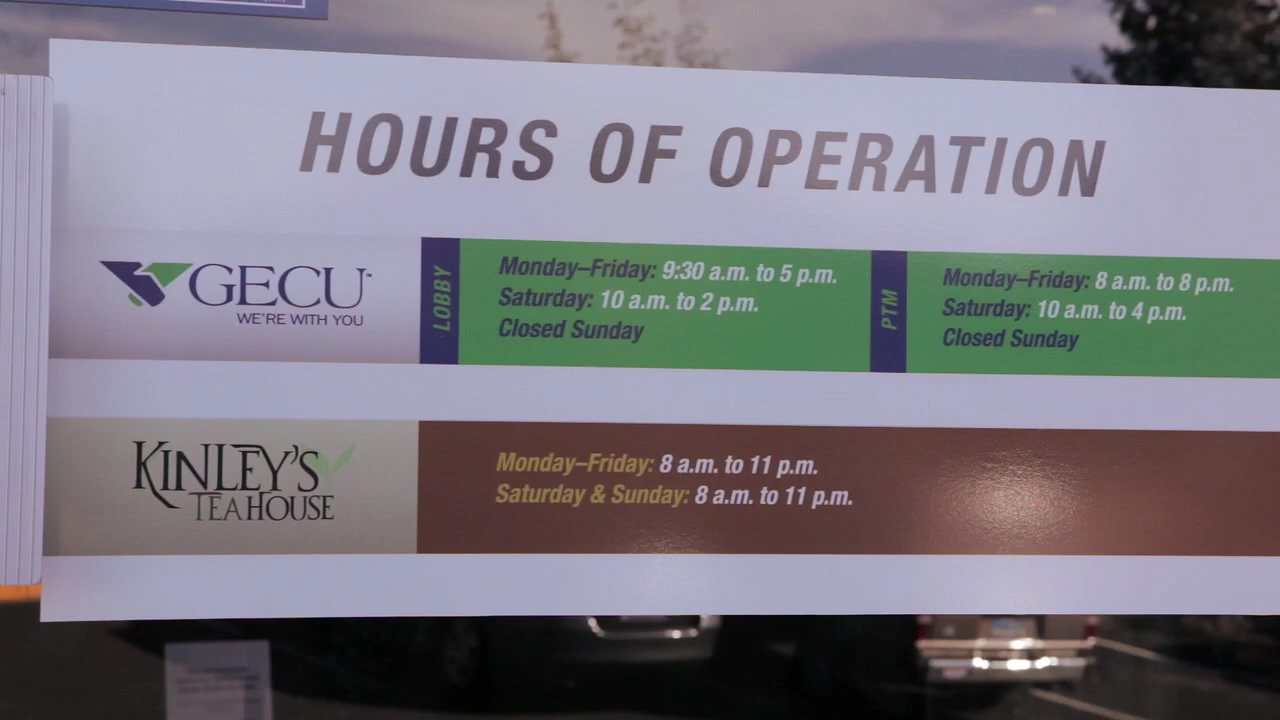 HOURS OF OPERATION
GECU
WE'RE WITH YOU
LOBBY
Monday–Friday: 9:30 a.m. to 5 p.m.
Saturday: 10 a.m. to 2 p.m.
Closed Sunday
PTM
Monday–Friday: 8 a.m. to 8 p.m.
Saturday: 10 a.m. to 4 p.m.
Closed Sunday
KINLEY'S
TEA HOUSE
Monday–Friday: 8 a.m. to 11 p.m.
Saturday & Sunday: 8 a.m. to 11 p.m.